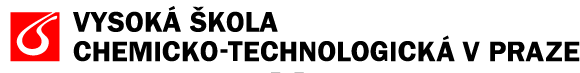 VYSOKÁ ŠKOLA
CHEMICKO-TECHNOLOGICKÁ V PRAZE